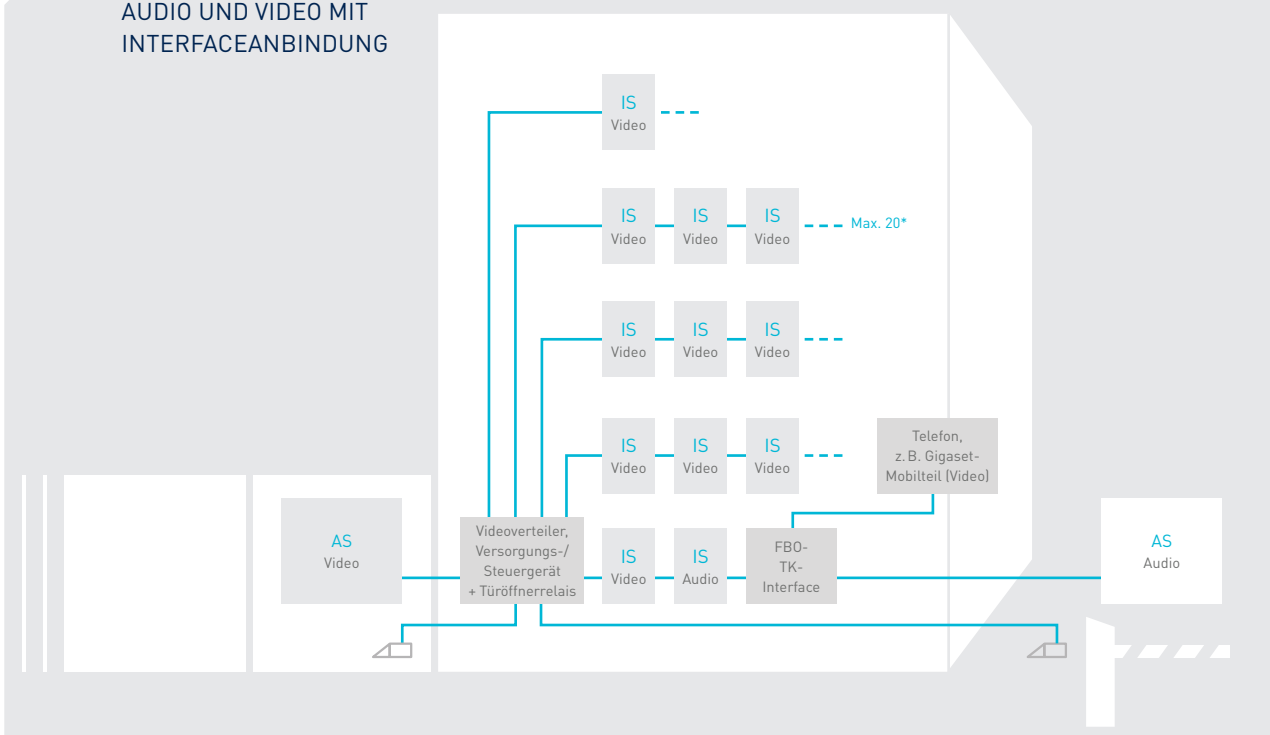 AUDIO UND VIDEO MIT
INTERFACEANBINDUNG
IS
Video
IS
Video
IS
Video
IS
Video
Max. 20*
IS
Video
IS
Video
IS
Video
IS
Video
IS
Video
IS
Video
Telefon,
z. B. Gigaset-
Mobilteil (Video)
AS
Video
Videoverteiler,
Versorgungs-/
Steuergerät
+ Türöffnerrelais
IS
Video
IS
Audio
FBO-
TK-
Interface
AS
Audio